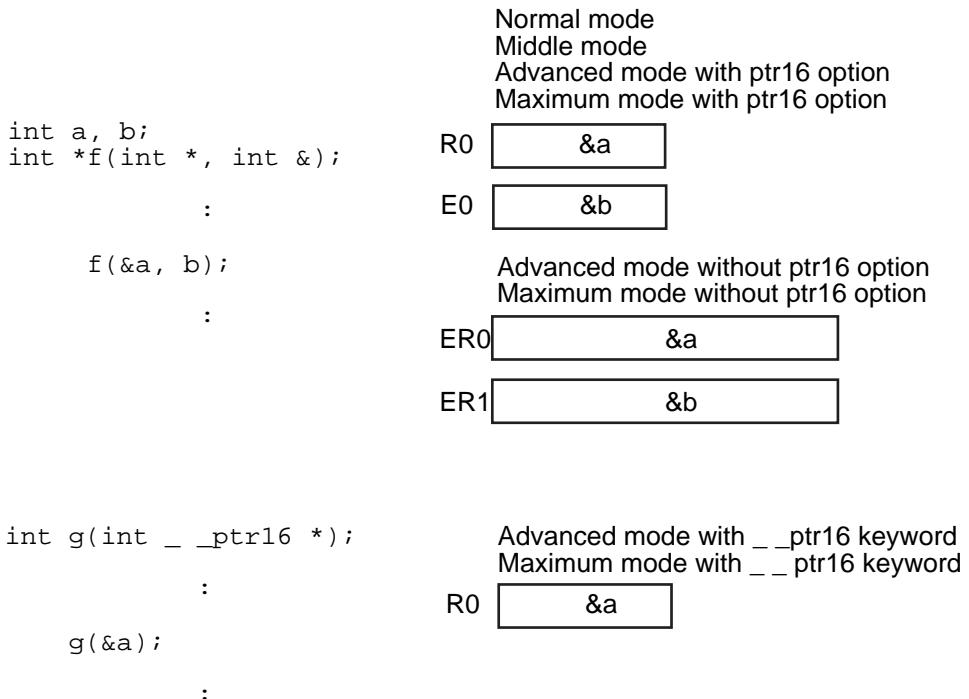 Normal mode
Middle mode
Advanced mode with ptr16 option
Maximum mode with ptr16 option
int a, b;
int *f(int *, int &);
:
f(&a, b);
:
R0 &a
E0 &b
Advanced mode without ptr16 option
Maximum mode without ptr16 option
ER0 &a
ER1 &b
int g(int _ _ptr16 *);
:
g(&a);
:
Advanced mode with _ _ptr16 keyword
Maximum mode with _ _ ptr16 keyword
R0 &a